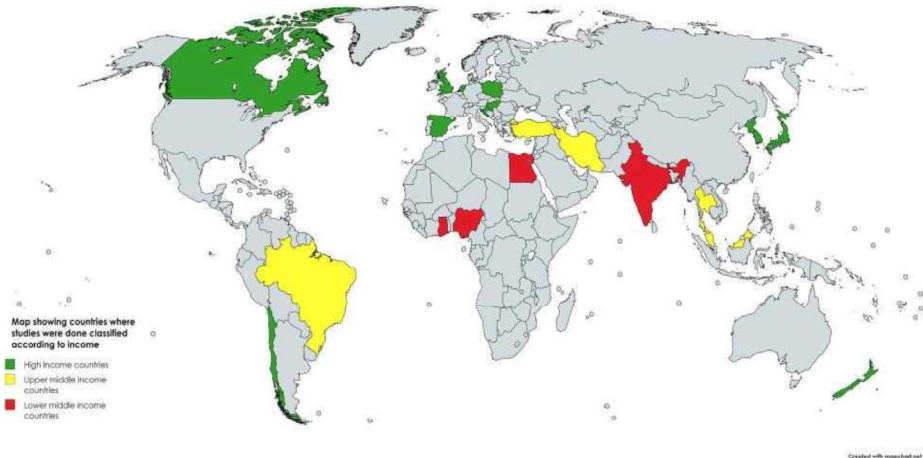 Map showing countries where
studies were done classified
according to income
High income countries
Upper middle income
countries
Lower middle income
countries
Created with mapchart.net